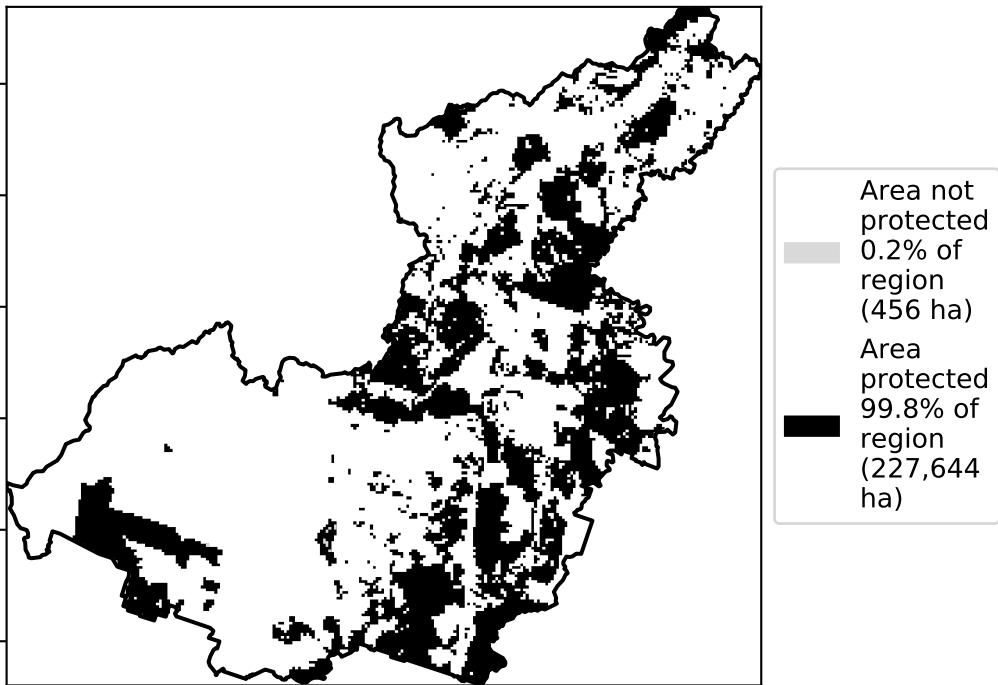 Area not
protected
0.2% of
region
(456 ha)
Area
protected
99.8% of
region
(227,644
ha)